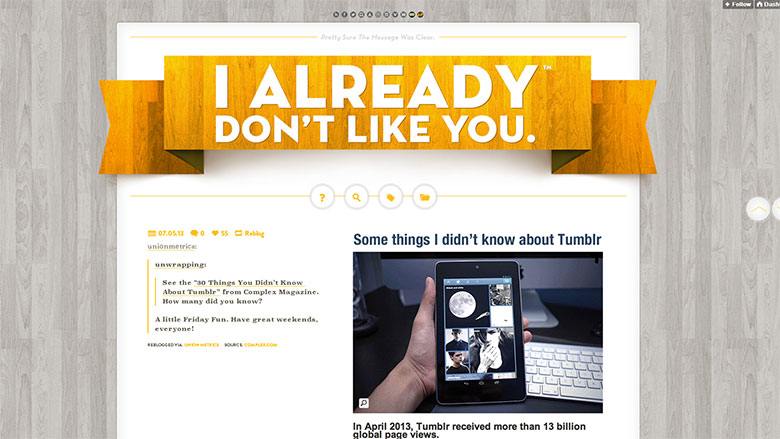 Follow
Dash
Pretty Sure The Message Was Clear.
I ALREADY™
DON'T LIKE YOU.
?
07.05.13 0 55 Reblog
unionmetrics:
unwrapping:
See the "30 Things You Didn't Know
About Tumblr" from Complex Magazine.
How many did you know?
A little Friday Fun. Have great weekends,
everyone!
REBLOGGED VIA: UNION METRICS SOURCE: COMPLEX.COM
Some things I didn't know about Tumblr
In April 2013, Tumblr received more than 13 billion
global page views.